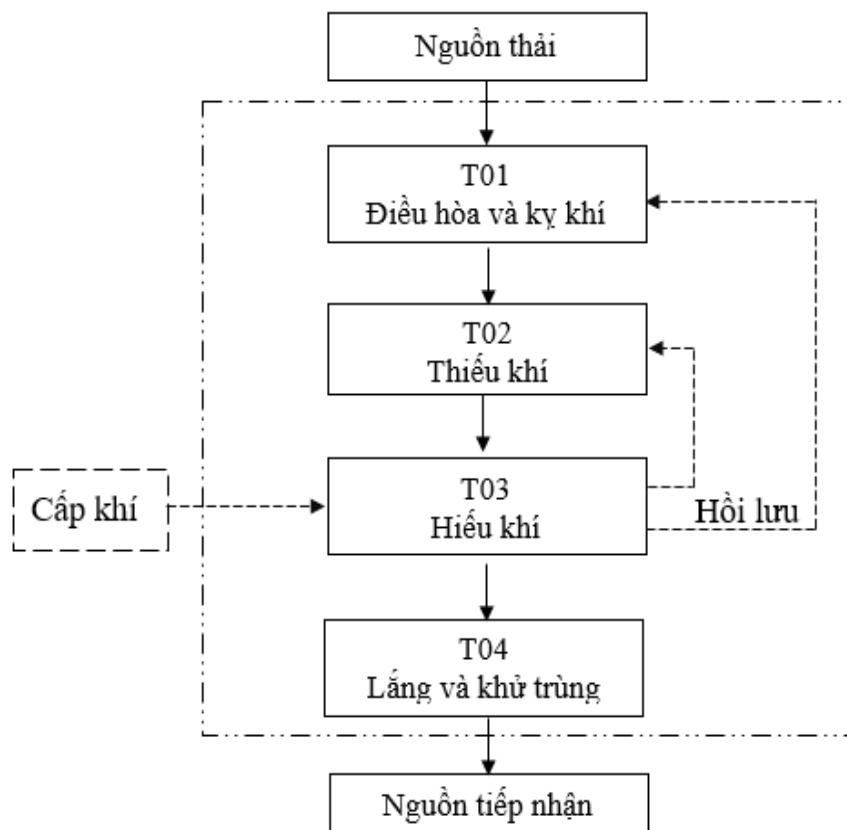 Nguồn thải
T01
Điều hòa và kỵ khí
T02
Thiếu khí
Cấp khí
T03
Hiếu khí
Hồi lưu
T04
Lắng và khử trùng
Nguồn tiếp nhận